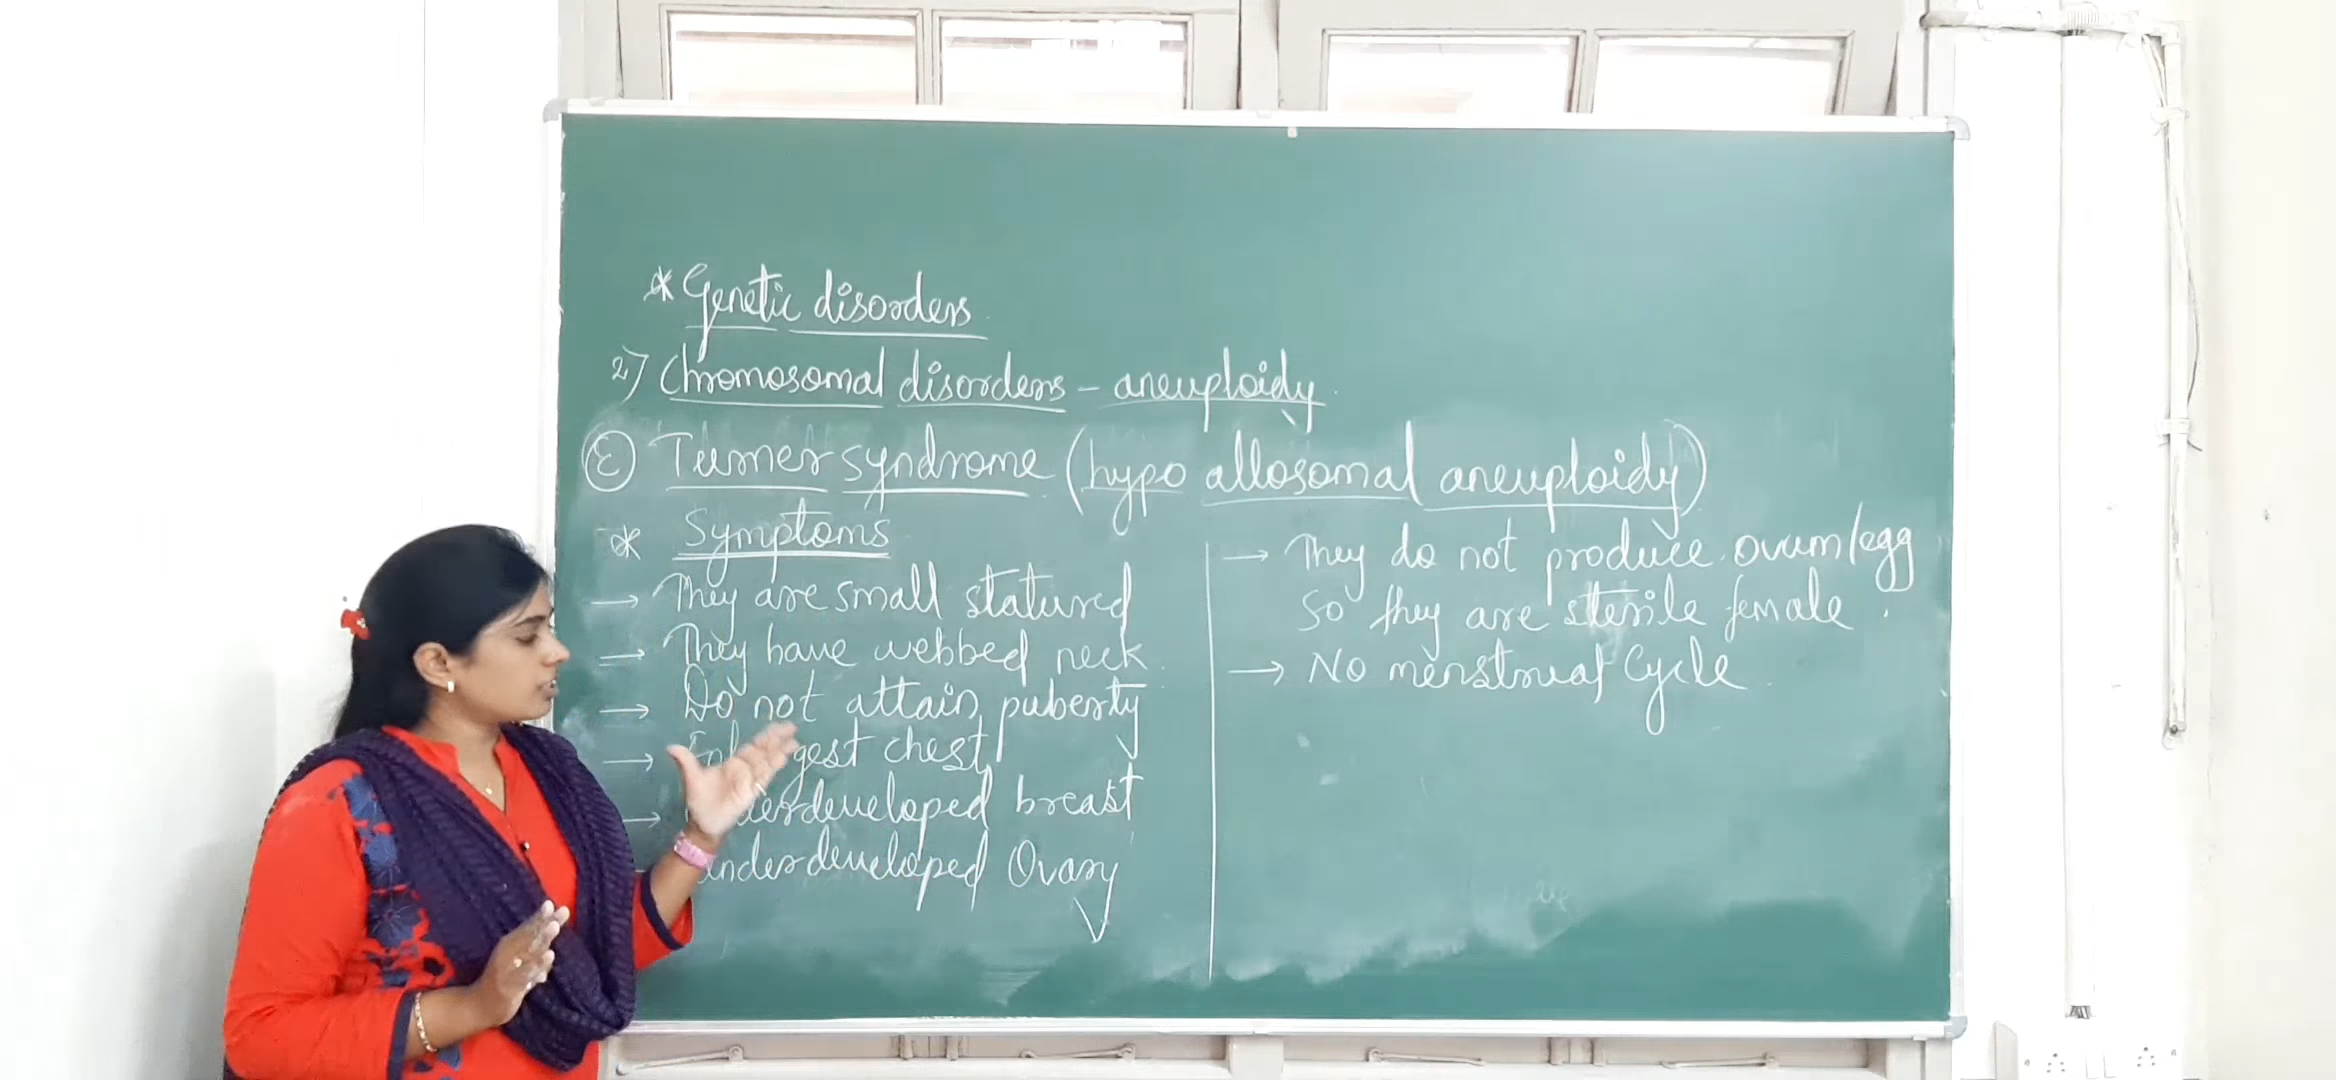 * Genetic disorders
2) Chromosomal disorders - aneuploidy.
Turner syndrome (hypo allosomal aneuploidy)
* Symptoms
→ They are small statured
→ They have webbed neck.
→ Do not attain puberty
→ chest
→ breast
underdeveloped Ovary
→ They do not produce ovum/egg
so they are sterile female.
→ No menstrual Cycle.